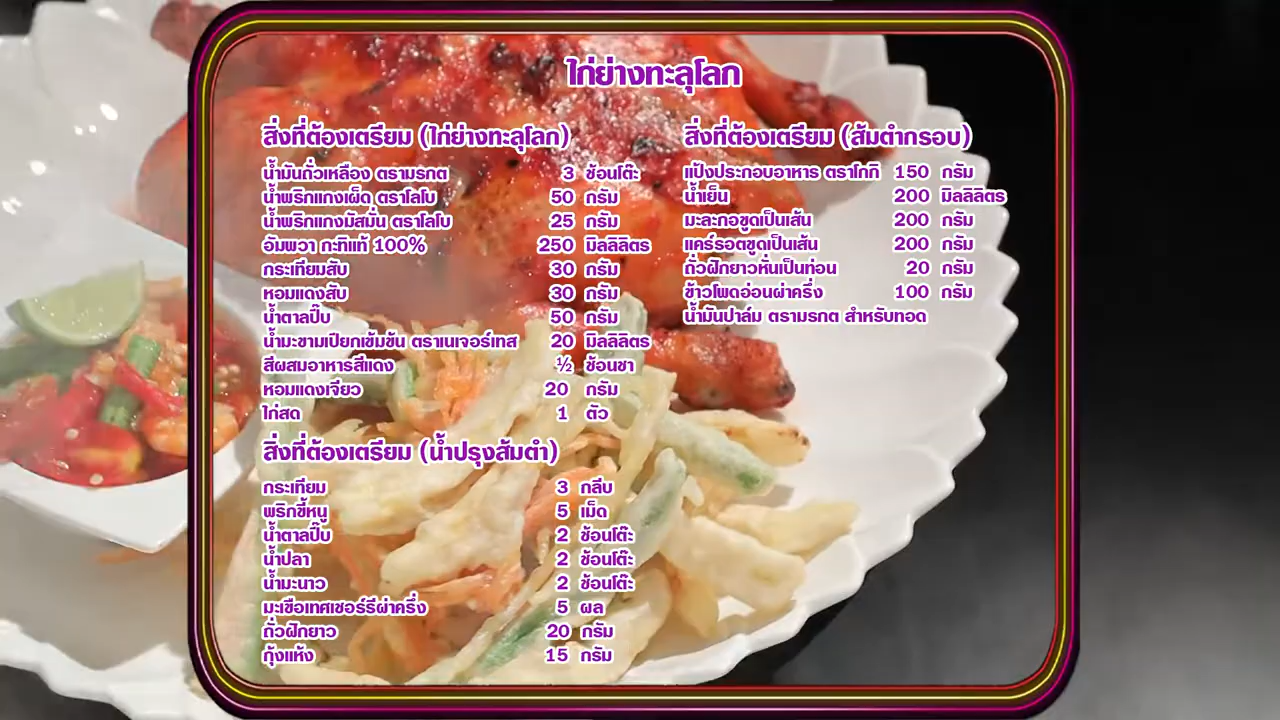 ไก่ย่างทะลุโลก
สิ่งที่ต้องเตรียม (ไก่ย่างทะลุโลก)
น้ำมันถั่วเหลือง ตรามรกต 3 ช้อนโต๊ะ
น้ำพริกแกงเผ็ด ตราโลโบ 50 กรัม
น้ำพริกแกงมัสมั่น ตราโลโบ 25 กรัม
อัมพวา กะทิแท้ 100% 250 มิลลิลิตร
กระเทียมสับ 30 กรัม
หอมแดงสับ 30 กรัม
น้ำตาลปี๊บ 50 กรัม
น้ำมะขามเปียกเข้มข้น ตราเนเจอร์เทส 20 มิลลิลิตร
สีผสมอาหารสีแดง ½ ช้อนชา
หอมแดงเจียว 20 กรัม
ไก่สด 1 ตัว
สิ่งที่ต้องเตรียม (น้ำปรุงส้มตำ)
กระเทียม 3 กลีบ
พริกขี้หนู 5 เม็ด
น้ำตาลปี๊บ 2 ช้อนโต๊ะ
น้ำปลา 2 ช้อนโต๊ะ
น้ำมะนาว 2 ช้อนโต๊ะ
มะเขือเทศเชอร์รีผ่าครึ่ง 5 ผล
ถั่วฝักยาว 20 กรัม
กุ้งแห้ง 15 กรัม
สิ่งที่ต้องเตรียม (ส้มตำกรอบ)
แป้งประกอบอาหาร ตราโกกิ 150 กรัม
น้ำเย็น 200 มิลลิลิตร
มะละกอขูดเป็นเส้น 200 กรัม
แคร์รอตขูดเป็นเส้น 200 กรัม
ถั่วฝักยาวหั่นเป็นท่อน 20 กรัม
ข้าวโพดอ่อนผ่าครึ่ง 100 กรัม
น้ำมันปาล์ม ตรามรกต สำหรับทอด